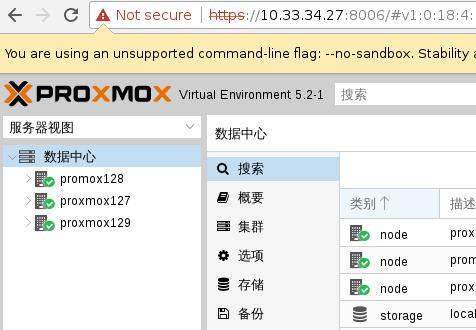 Not secure https://10.33.34.27:8006/#v1:0:18:4:
You are using an unsupported command-line flag: --no-sandbox. Stability a
PROXMOX Virtual Environment 5.2-1 搜索
服务器视图
数据中心
promox128
proxmox127
proxmox129
数据中心
搜索
概要
集群
选项
存储
备份
类别 描述
node prox
node prom
node prox
storage local